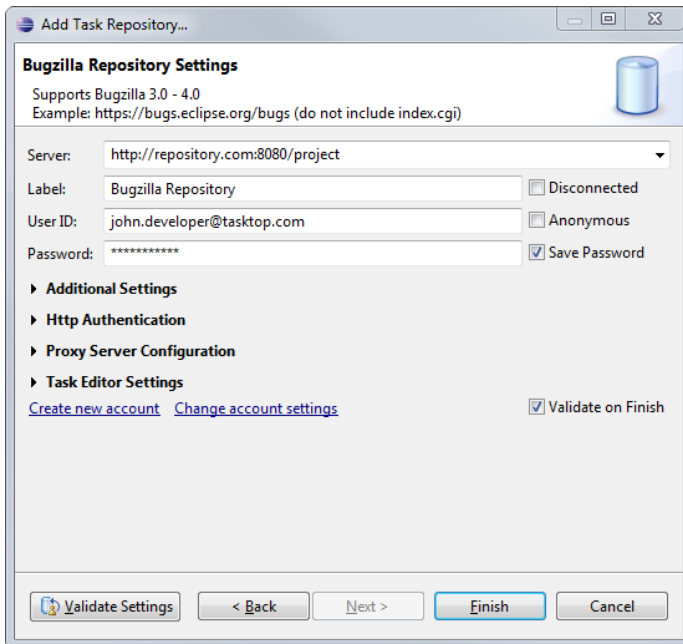 Add Task Repository...
Bugzilla Repository Settings
Supports Bugzilla 3.0 - 4.0
Example: https://bugs.eclipse.org/bugs (do not include index.cgi)
Server: http://repository.com:8080/project
Label: Bugzilla Repository Disconnected
User ID: john.developer@tasktop.com Anonymous
Password: *********** Save Password
Additional Settings
Http Authentication
Proxy Server Configuration
Task Editor Settings
Create new account Change account settings Validate on Finish
Validate Settings < Back Next > Finish Cancel